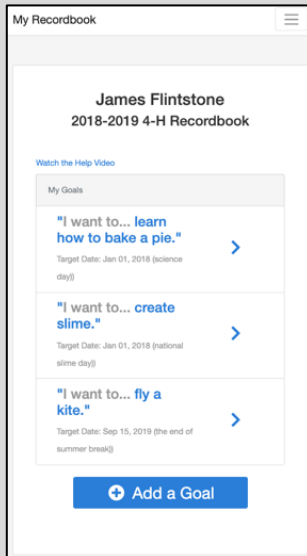 My Recordbook
James Flintstone
2018-2019 4-H Recordbook
Watch the Help Video
My Goals
"I want to... learn
how to bake a pie."
Target Date: Jan 01, 2018 (science
day))
"I want to... create
slime."
Target Date: Jan 01, 2018 (national
slime day))
"I want to... fly a
kite."
Target Date: Sep 15, 2019 (the end of
summer break))
Add a Goal